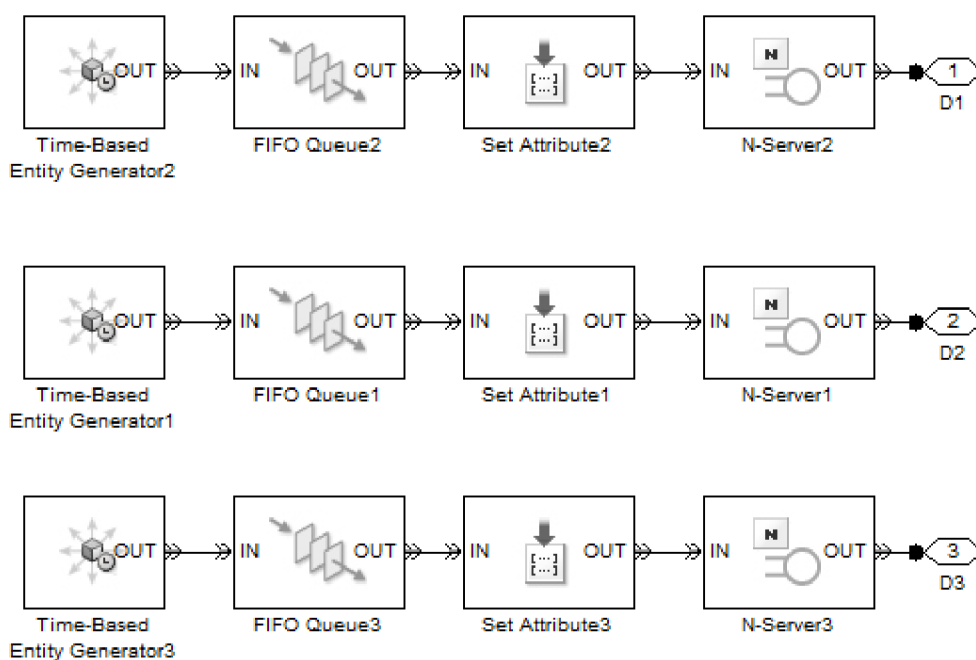 OUT IN OUT IN OUT IN N OUT 1
D1
Time-Based FIFO Queue2 Set Attribute2 N-Server2
Entity Generator2
OUT IN OUT IN OUT IN N OUT 2
D2
Time-Based FIFO Queue1 Set Attribute1 N-Server1
Entity Generator1
OUT IN OUT IN OUT IN N OUT 3
D3
Time-Based FIFO Queue3 Set Attribute3 N-Server3
Entity Generator3